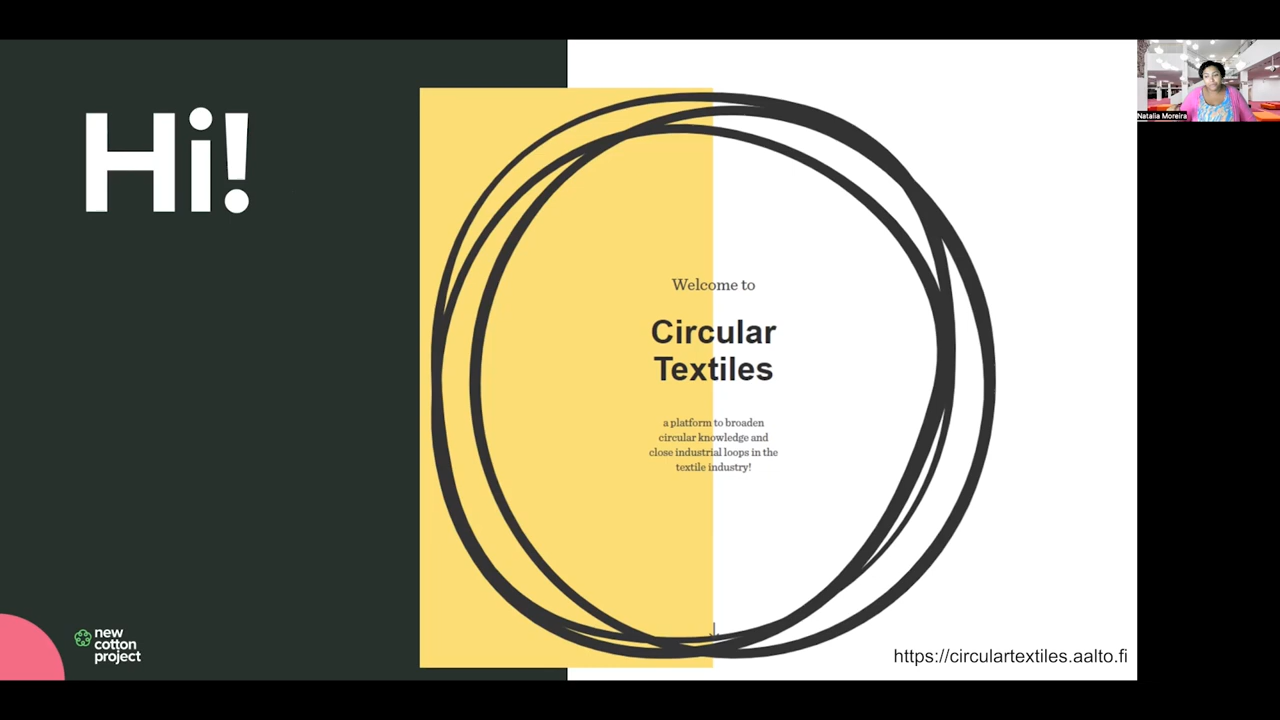 Hi!
Welcome to
Circular
Textiles
a platform to broaden
circular knowledge and
close industrial loops in the
textile industry!
new
cotton
project
https://circulartextiles.aalto.fi
Natalia Moreira